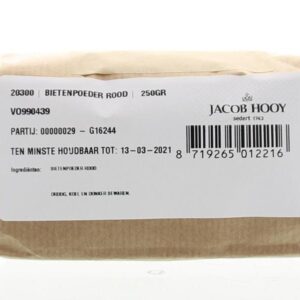 20300 | BIETENPOEDER ROOD | 250GR
VO990439
JACOB HOOY
sedert 1743
PARTIJ: 00000029 - G16244
TEN MINSTE HOUDBAAR TOT: 13-03-2021
8 719265 012216
Ingrediënten: BIETENPOEDER ROOD
DROOG, KOEL EN DONKER BEWAREN.